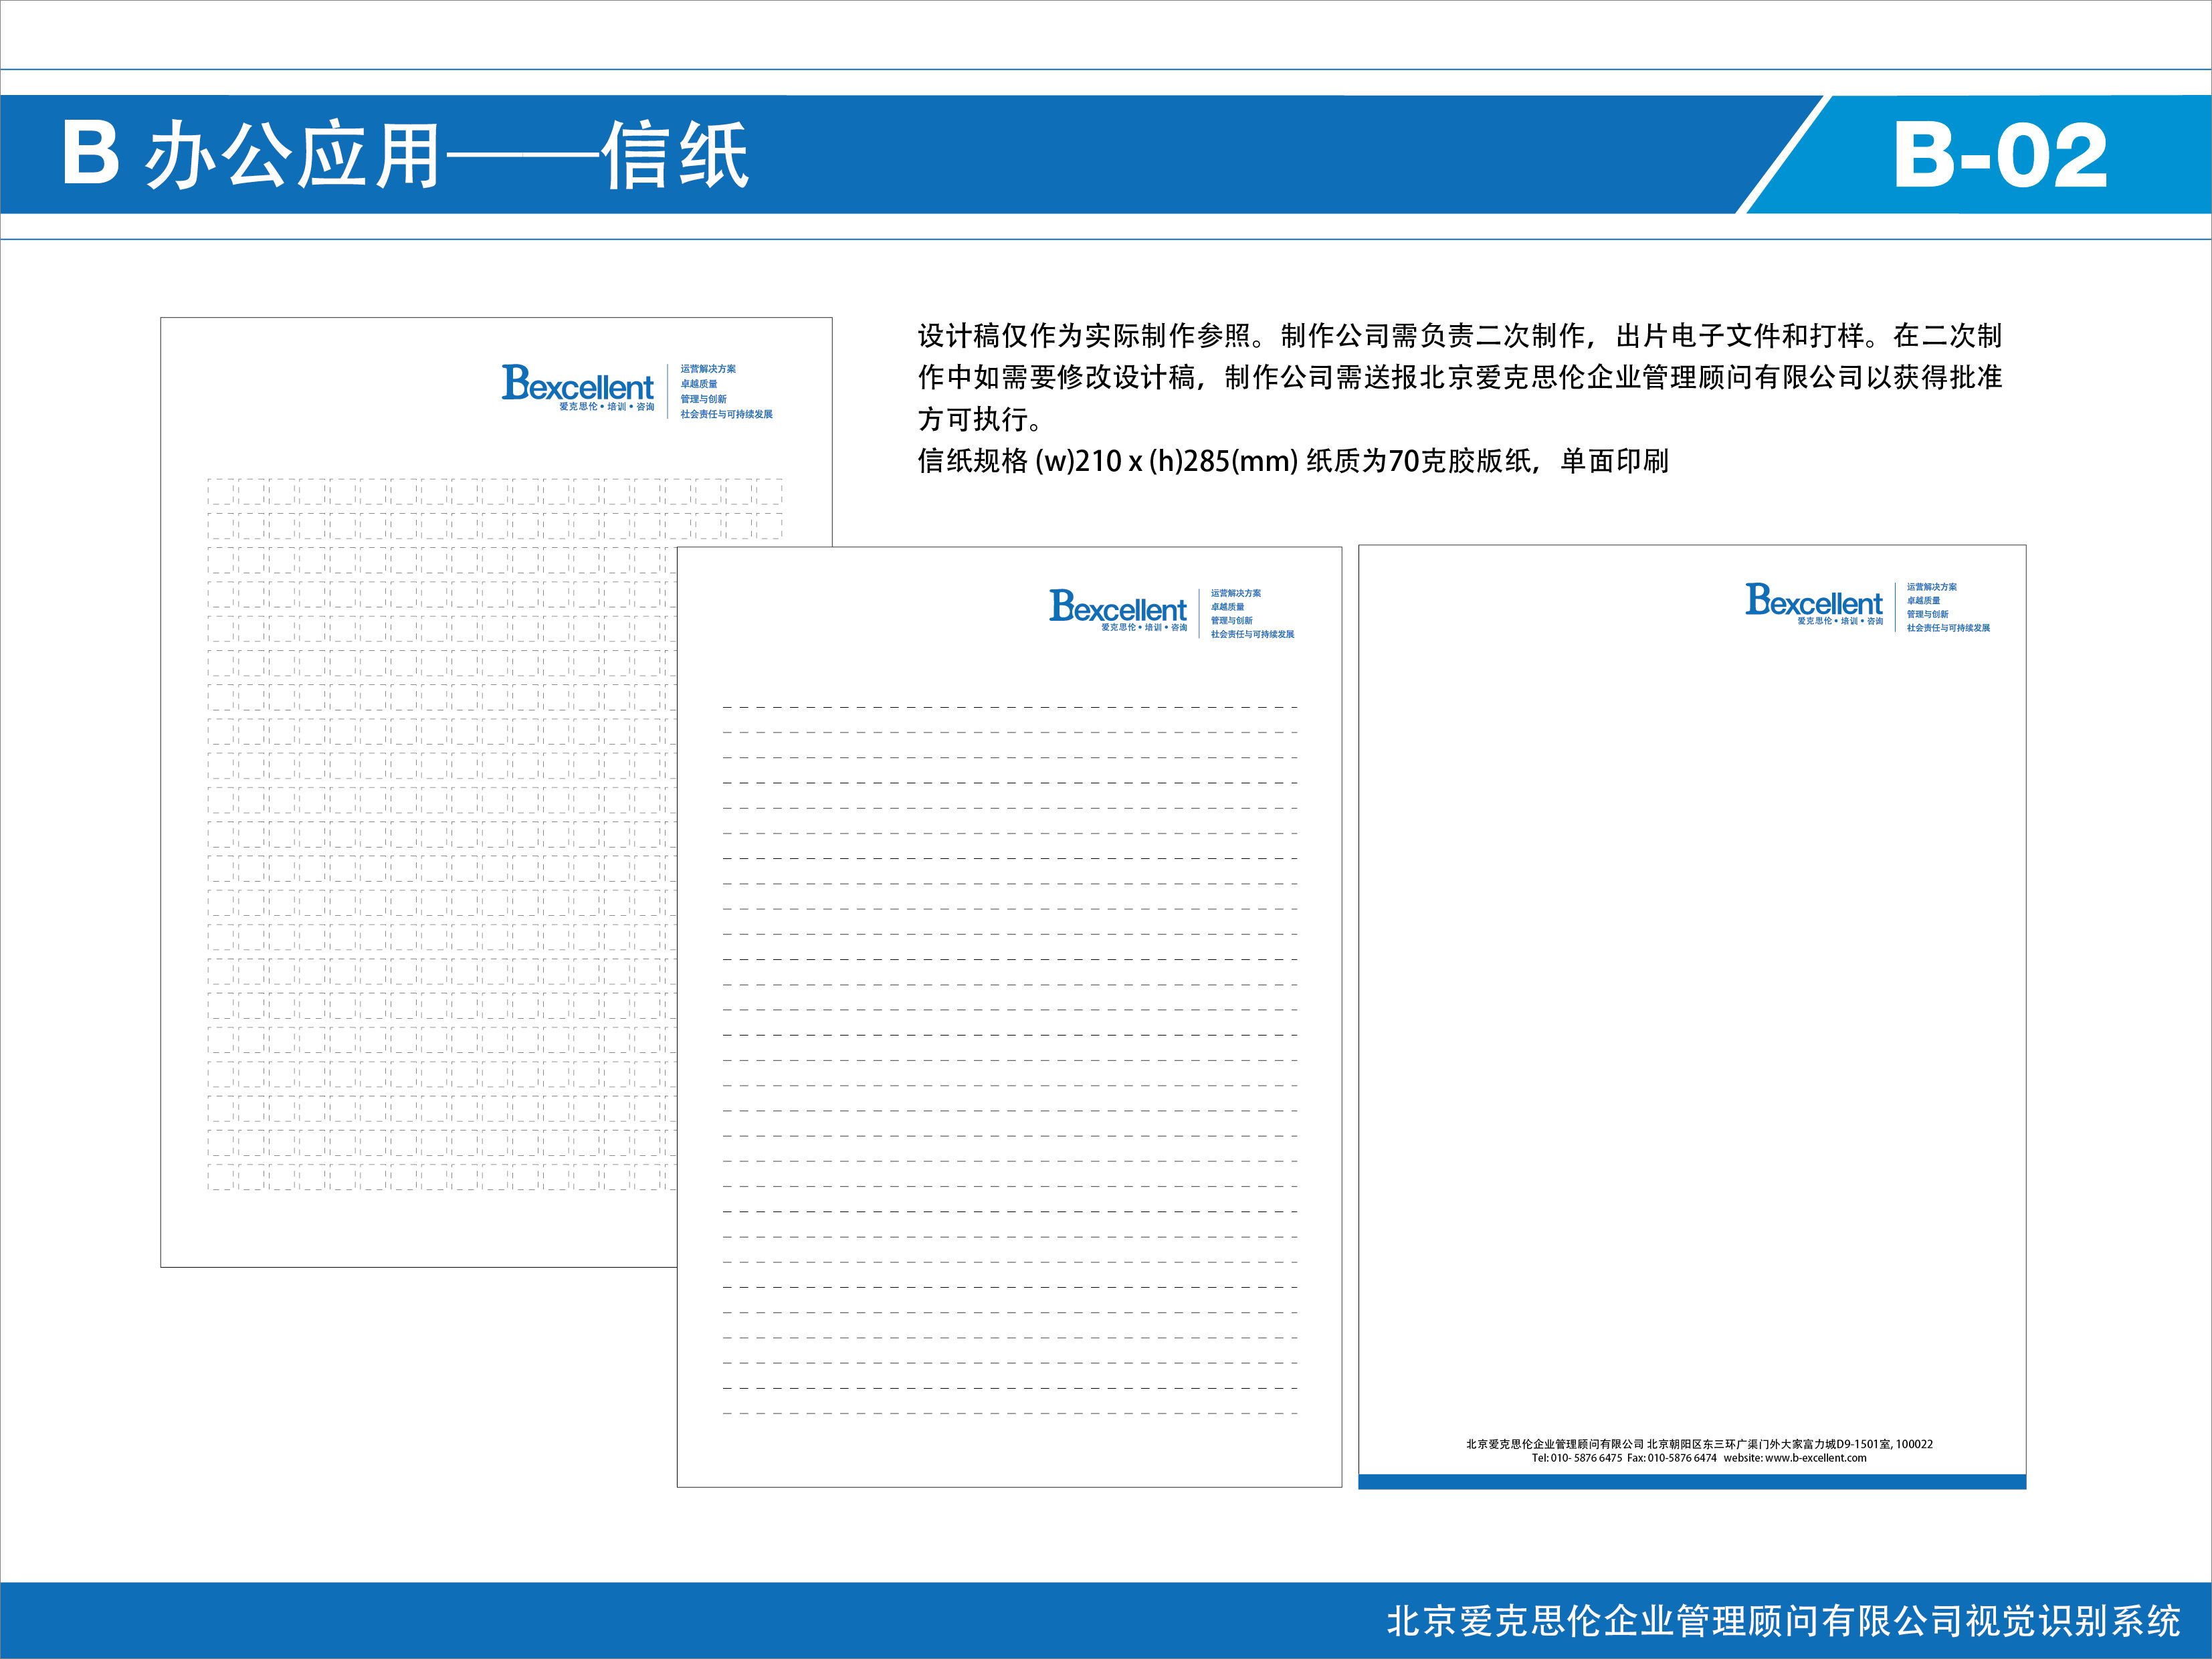 B 办公应用——信纸
B-02
设计稿仅作为实际制作参照。制作公司需负责二次制作，出片电子文件和打样。在二次制
作中如需要修改设计稿，制作公司需送报北京爱克思伦企业管理顾问有限公司以获得批准
方可执行。
信纸规格 (w)210 x (h)285(mm) 纸质为70克胶版纸，单面印刷
Bexcellent
爱克思伦•培训•咨询
运营解决方案
卓越质量
管理与创新
社会责任与可持续发展
Bexcellent
爱克思伦•培训•咨询
运营解决方案
卓越质量
管理与创新
社会责任与可持续发展
Bexcellent
爱克思伦•培训•咨询
运营解决方案
卓越质量
管理与创新
社会责任与可持续发展
北京爱克思伦企业管理顾问有限公司 北京朝阳区东三环广渠门外大家富力城D9-1501室, 100022
Tel: 010- 5876 6475 Fax: 010-5876 6474 website: www.b-excellent.com
北京爱克思伦企业管理顾问有限公司视觉识别系统